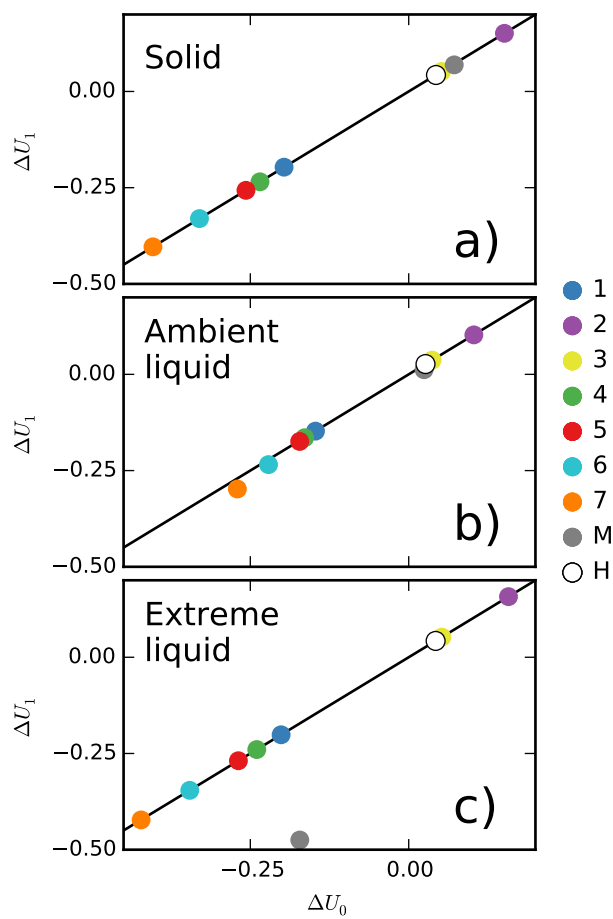 Solid
0.00
−0.25
−0.50
ΔU₁
a)
Ambient
liquid
0.00
−0.25
−0.50
ΔU₁
b)
1
2
3
4
5
6
7
M
H
Extreme
liquid
0.00
−0.25
−0.50
ΔU₁
c)
−0.25 0.00
ΔU₀